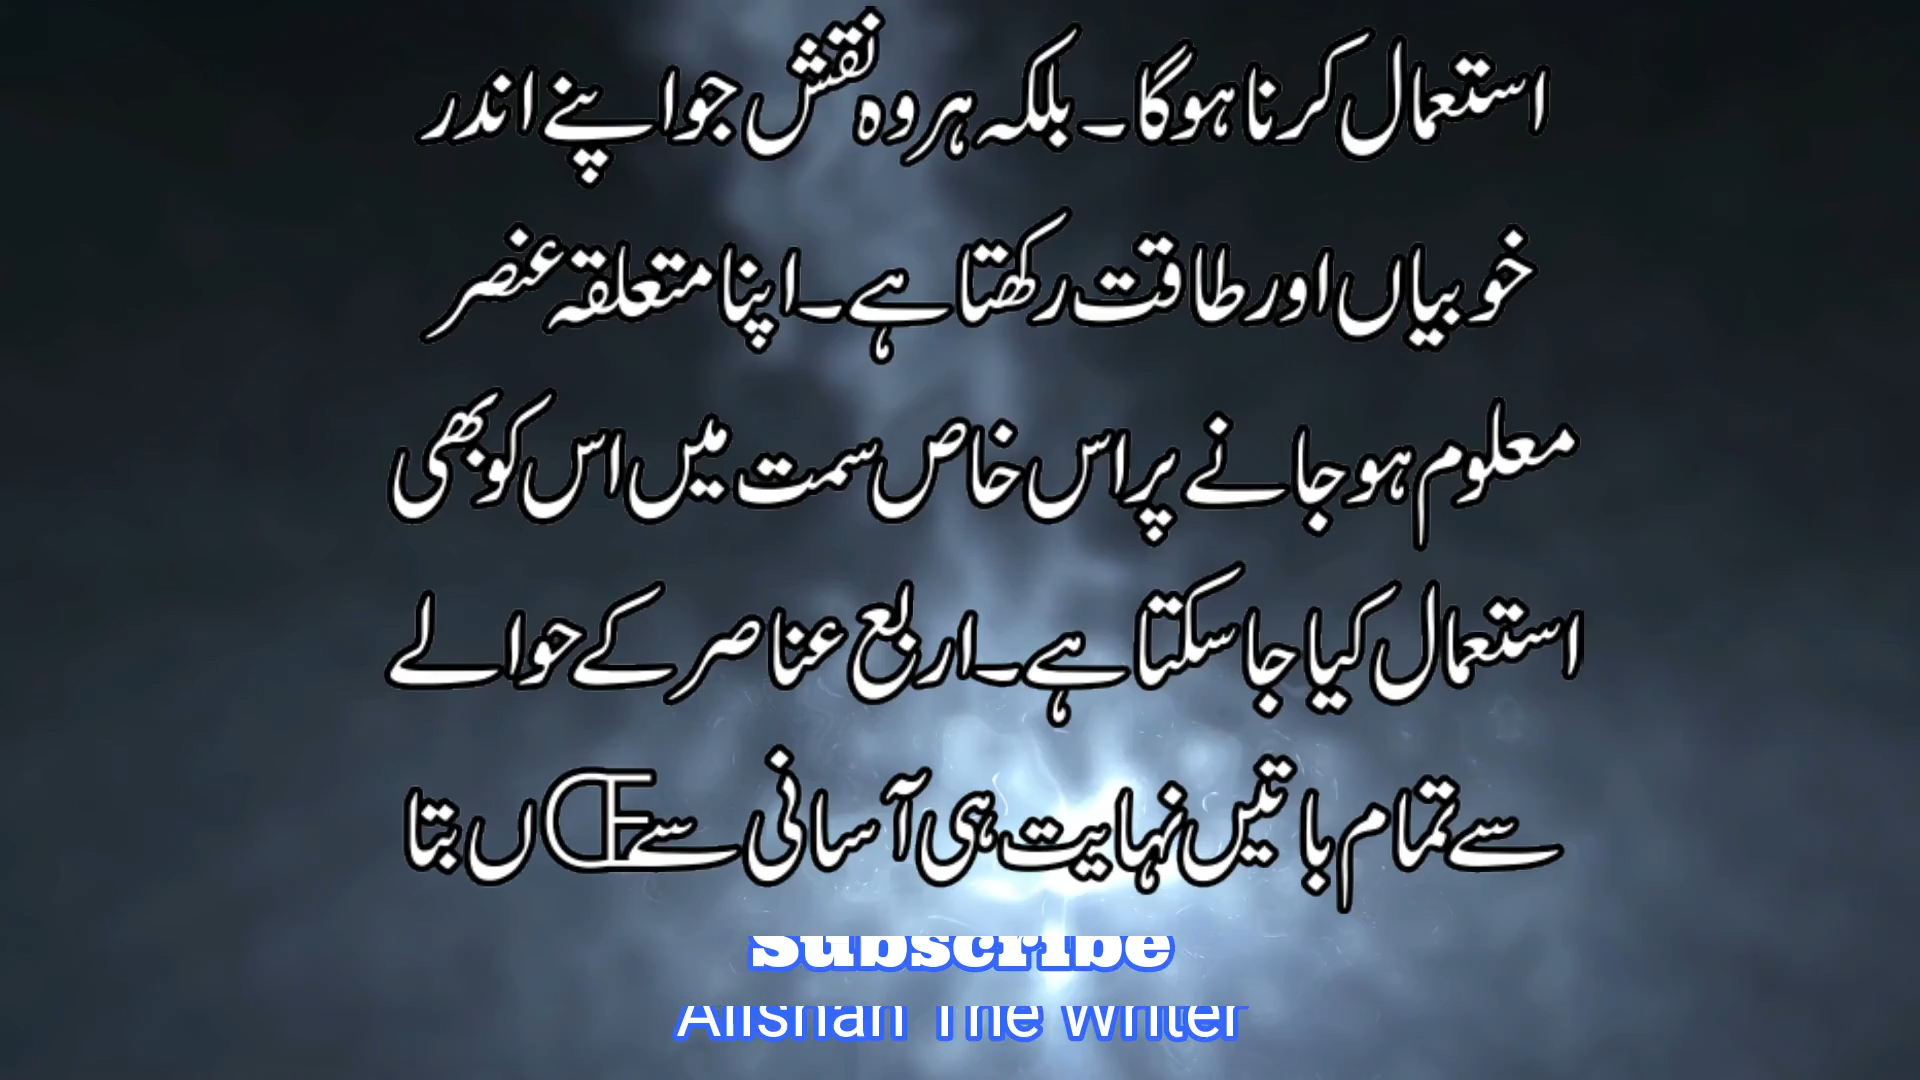 استعمال کرنا ہوگا۔ بلکہ ہر وہ نقش جو اپنے اندر
خوبیاں اور طاقت رکھتا ہے۔ اپنا متعلقہ عنصر
معلوم ہو جانے پر اس خاص سمت میں اس کو بھی
استعمال کیا جا سکتا ہے۔ اربع عناصر کے حوالے
سے تمام باتیں نہایت ہی آسانی سے Œں بتا
Subscribe
Alishan The Writer